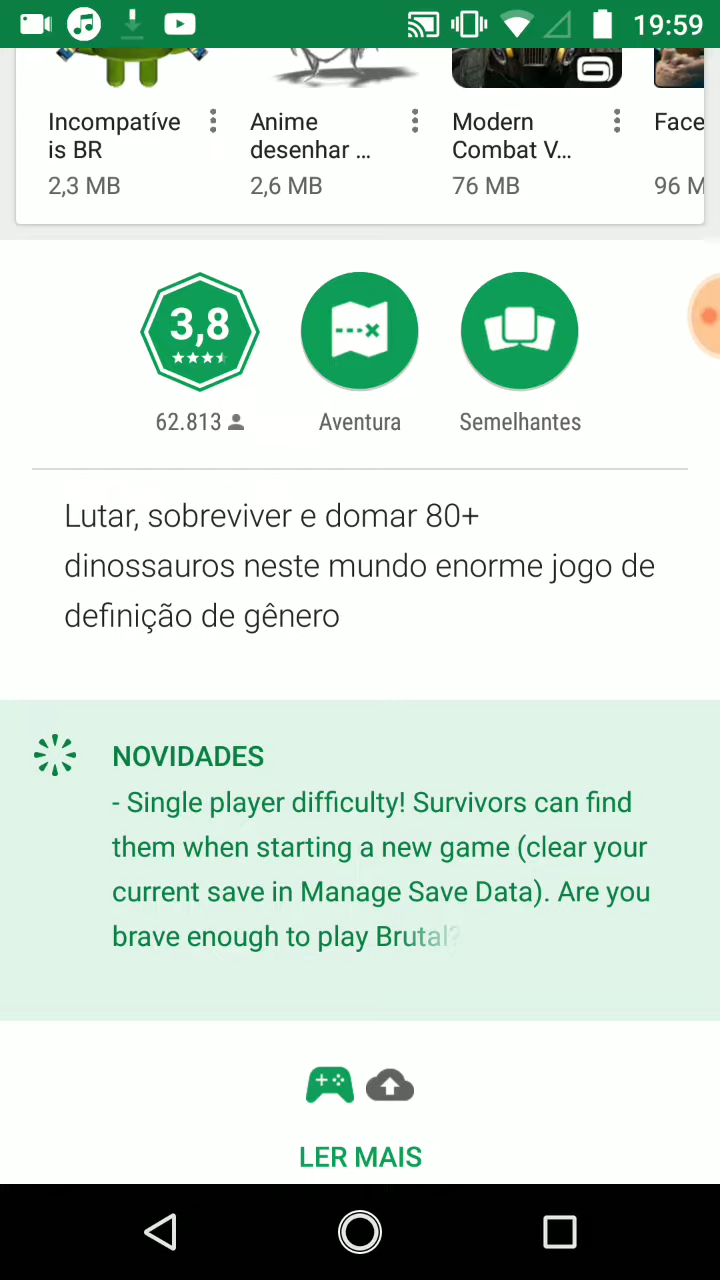 19:59
Incompatíve
is BR
2,3 MB
Anime
desenhar ...
2,6 MB
Modern
Combat V...
76 MB
Face
96 M
3,8
62.813
Aventura
Semelhantes
Lutar, sobreviver e domar 80+
dinossauros neste mundo enorme jogo de
definição de gênero
NOVIDADES
- Single player difficulty! Survivors can find
them when starting a new game (clear your
current save in Manage Save Data). Are you
brave enough to play Brutal?
LER MAIS